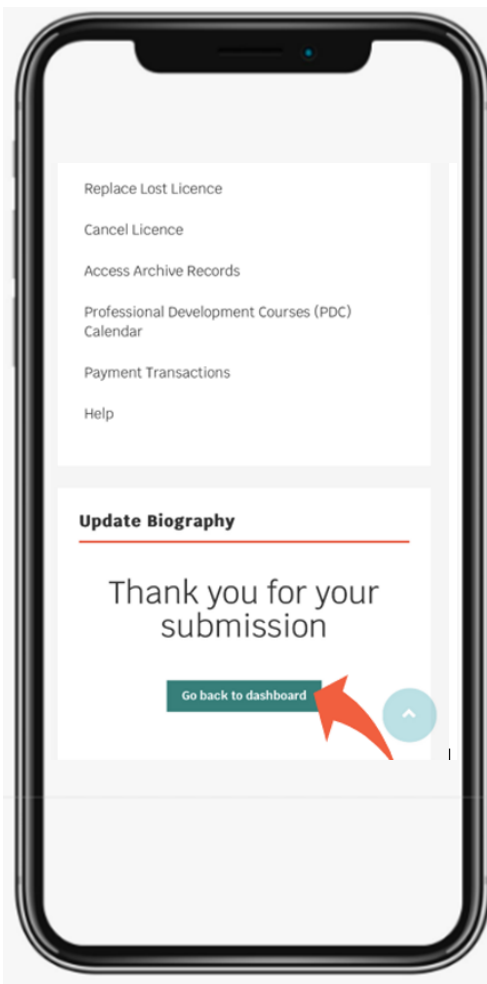 Replace Lost Licence
Cancel Licence
Access Archive Records
Professional Development Courses (PDC)
Calendar
Payment Transactions
Help
Update Biography
Thank you for your
submission
Go back to dashboard